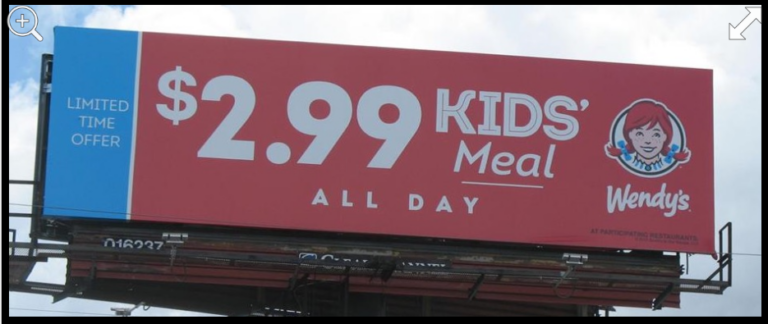 LIMITED
TIME
OFFER
$2.99
KIDS'
Meal
ALL DAY
Wendy's
AT PARTICIPATING RESTAURANTS
016237